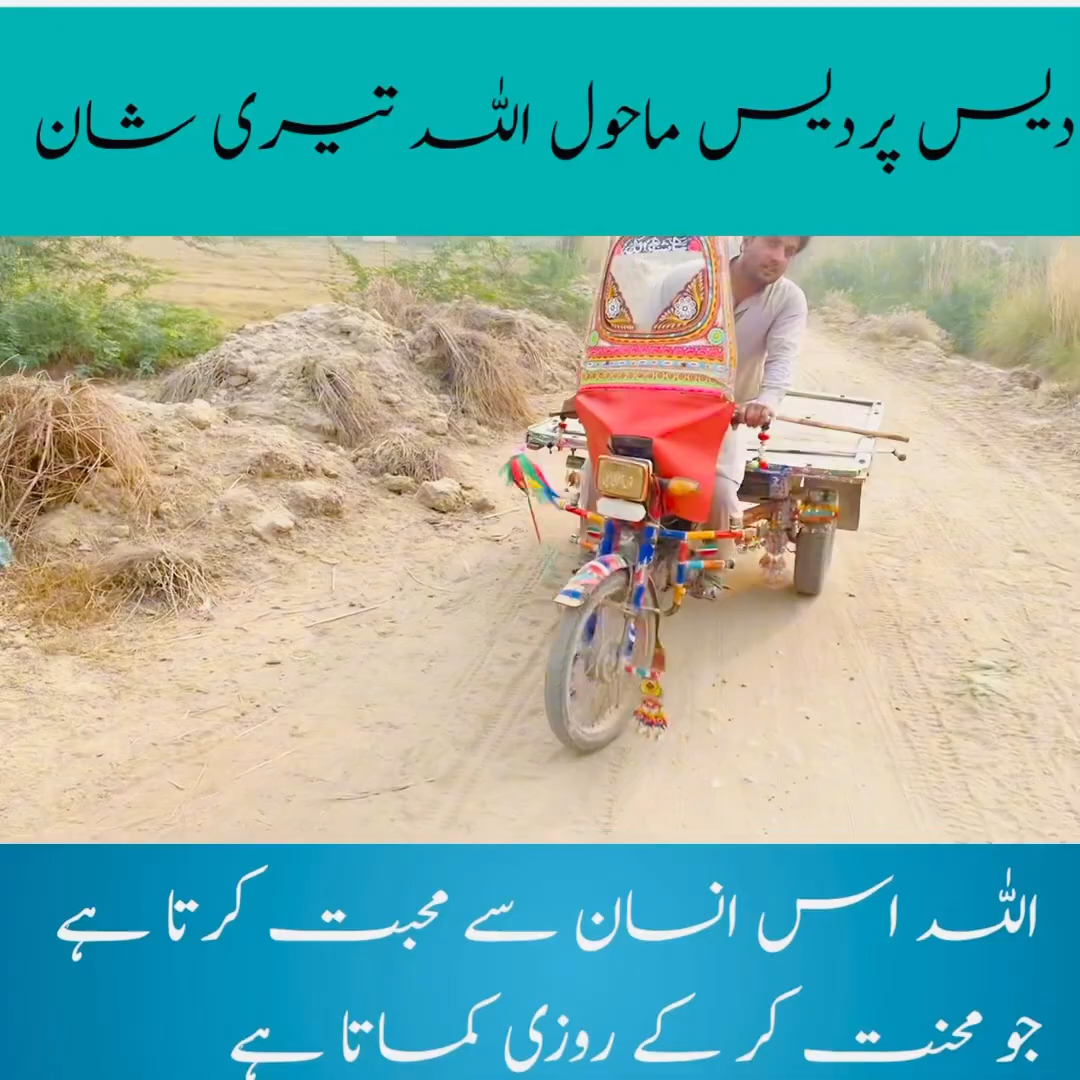 دیس پردیس ماحول اللہ تیری شان
اللہ اس انسان سے محبت کرتا ہے
جو محنت کر کے روزی کماتا ہے